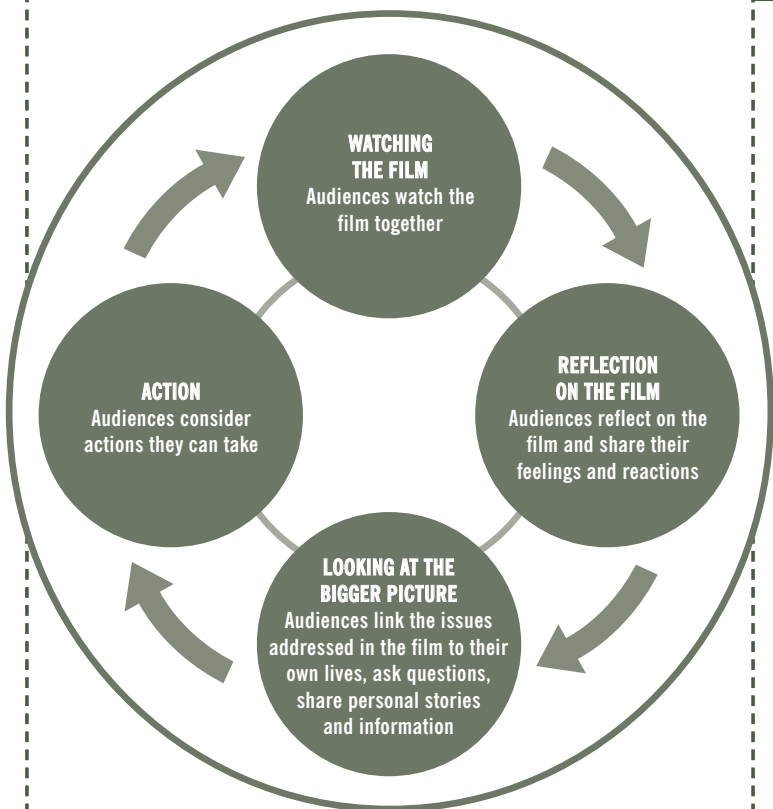 WATCHING
THE FILM
Audiences watch the
film together
REFLECTION
ON THE FILM
Audiences reflect on the
film and share their
feelings and reactions
LOOKING AT THE
BIGGER PICTURE
Audiences link the issues
addressed in the film to their
own lives, ask questions,
share personal stories
and information
ACTION
Audiences consider
actions they can take